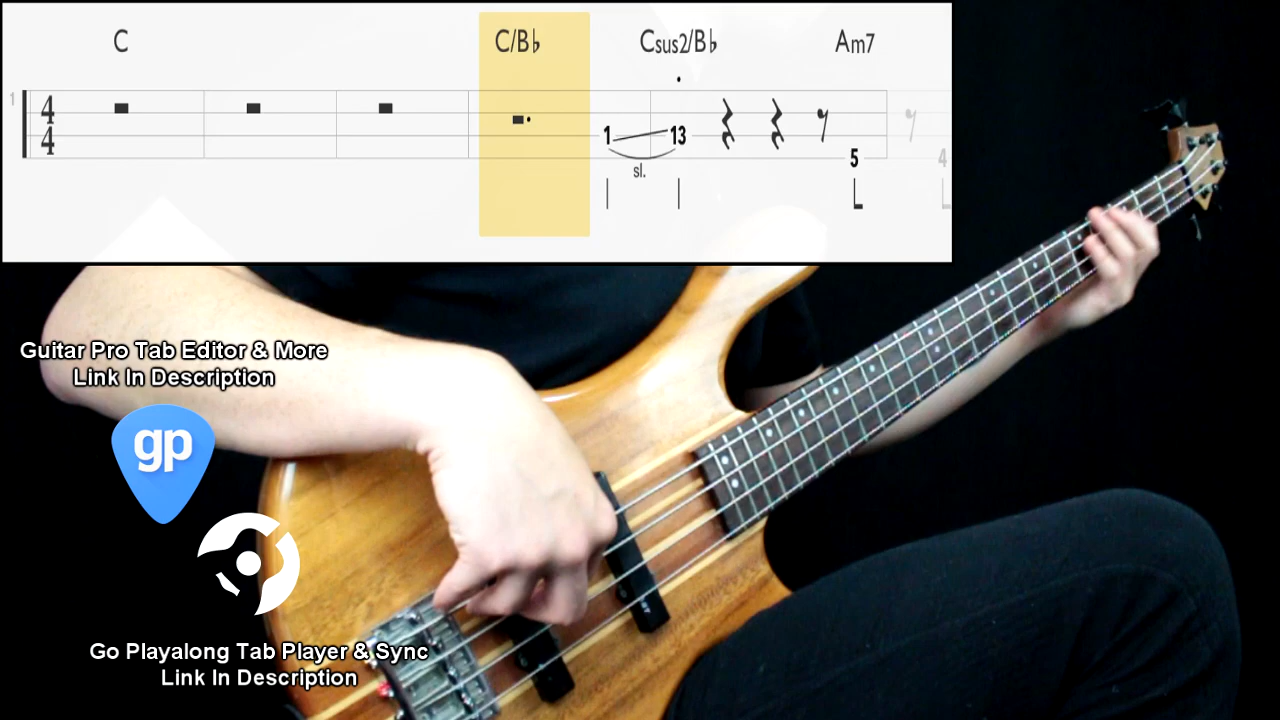 C C/B♭ Csus2/B♭ Am7
1
4
4
1 13
5 4
sl.
Guitar Pro Tab Editor & More
Link In Description
gp
Go Playalong Tab Player & Sync
Link In Description